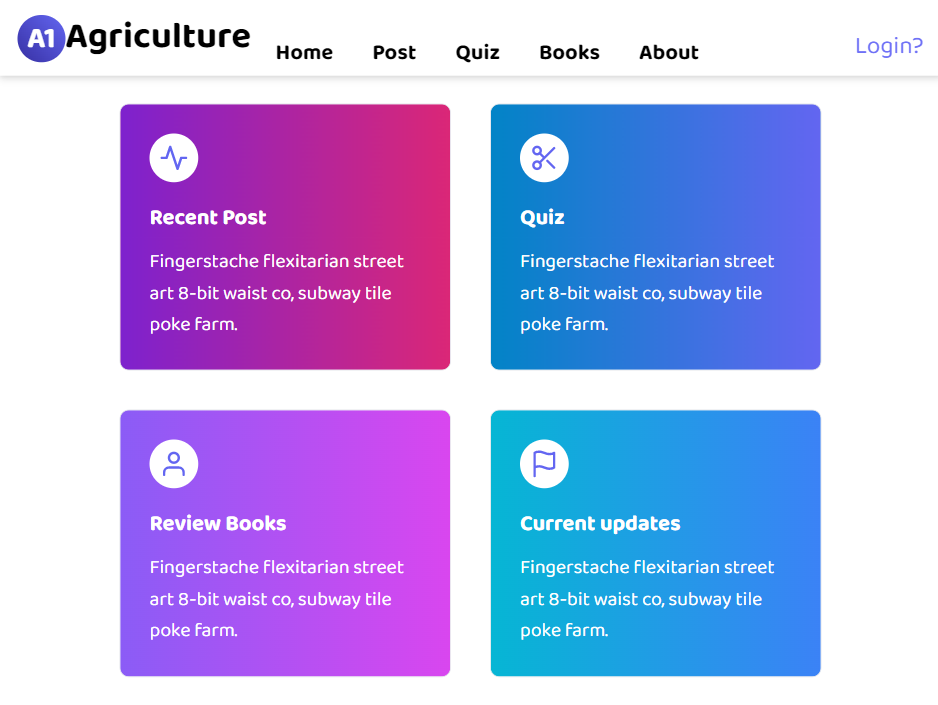 A1 Agriculture Home Post Quiz Books About Login?
Recent Post
Fingerstache flexitarian street
art 8-bit waist co, subway tile
poke farm.
Quiz
Fingerstache flexitarian street
art 8-bit waist co, subway tile
poke farm.
Review Books
Fingerstache flexitarian street
art 8-bit waist co, subway tile
poke farm.
Current updates
Fingerstache flexitarian street
art 8-bit waist co, subway tile
poke farm.